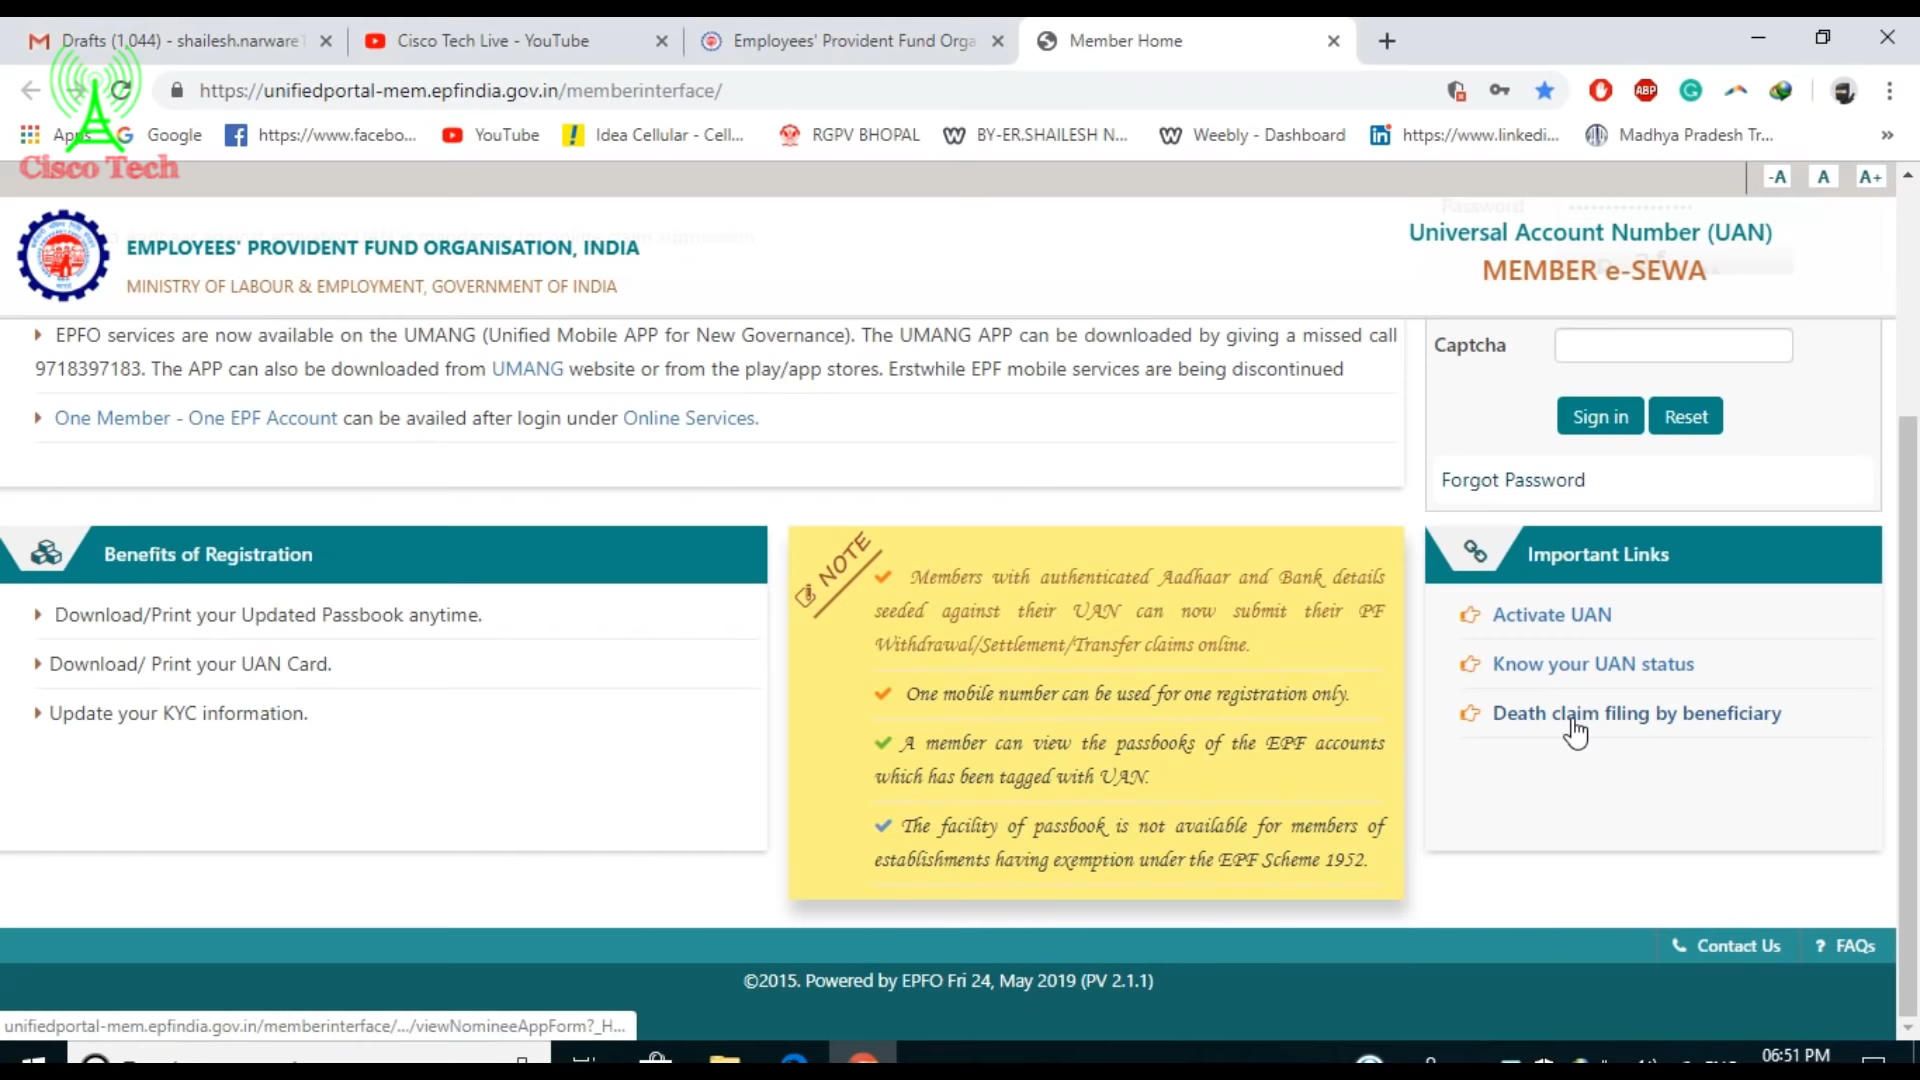 Drafts (1,044) - shailesh.narware
Cisco Tech Live - YouTube
Employees' Provident Fund Orga
Member Home
https://unifiedportal-mem.epfindia.gov.in/memberinterface/
ABP
Apps
Google
https://www.facebo...
YouTube
Idea Cellular - Cell...
RGPV BHOPAL
BY-ER.SHAILESH N...
Weebly - Dashboard
https://www.linkedi...
Madhya Pradesh Tr...
»
Cisco Tech
-A
A
A+
Password
EMPLOYEES' PROVIDENT FUND ORGANISATION, INDIA
MINISTRY OF LABOUR & EMPLOYMENT, GOVERNMENT OF INDIA
Universal Account Number (UAN)
MEMBER e-SEWA
EPFO services are now available on the UMANG (Unified Mobile APP for New Governance). The UMANG APP can be downloaded by giving a missed call
9718397183. The APP can also be downloaded from UMANG website or from the play/app stores. Erstwhile EPF mobile services are being discontinued
One Member - One EPF Account can be availed after login under Online Services.
Captcha
Sign in
Reset
Forgot Password
Benefits of Registration
Download/Print your Updated Passbook anytime.
Download/ Print your UAN Card.
Update your KYC information.
NOTE
Members with authenticated Aadhaar and Bank details
seeded against their UAN can now submit their PF
Withdrawal/Settlement/Transfer claims online.
One mobile number can be used for one registration only.
A member can view the passbooks of the EPF accounts
which has been tagged with UAN.
The facility of passbook is not available for members of
establishments having exemption under the EPF Scheme 1952.
Important Links
Activate UAN
Know your UAN status
Death claim filing by beneficiary
Contact Us
? FAQs
©2015. Powered by EPFO Fri 24, May 2019 (PV 2.1.1)
unifiedportal-mem.epfindia.gov.in/memberinterface/.../viewNomineeAppForm?_H...
06:51 PM